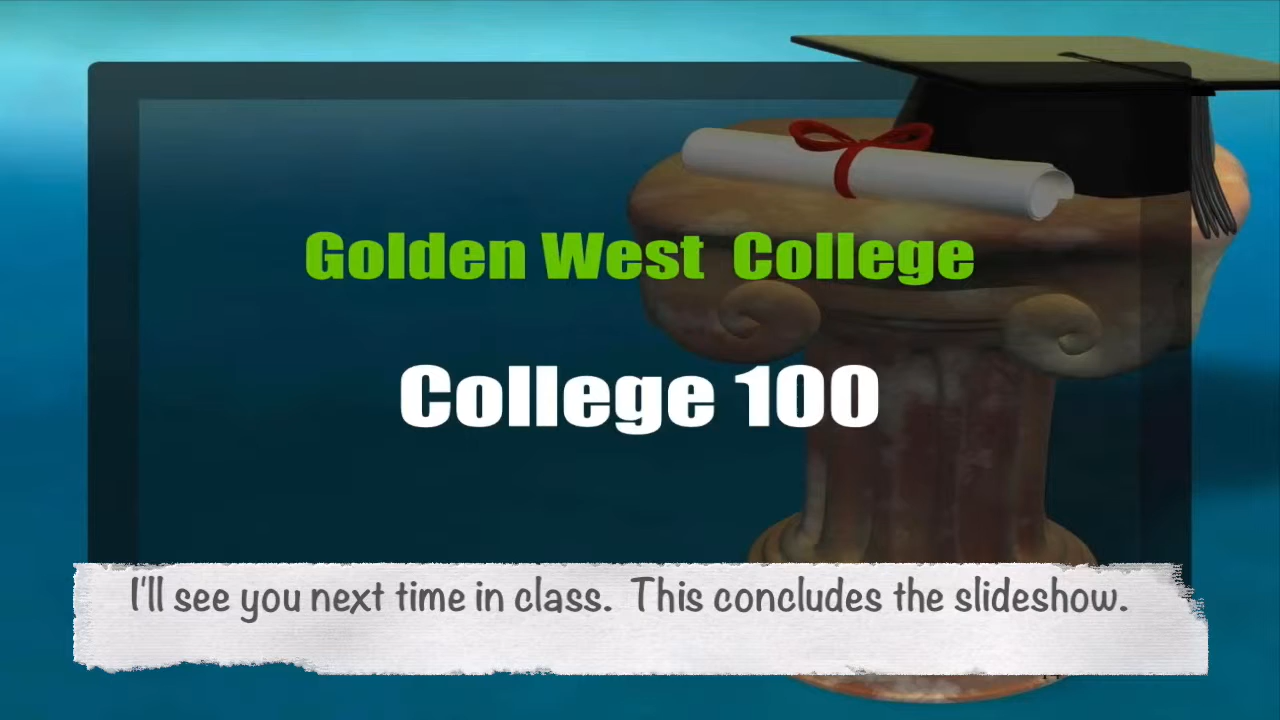 Golden West College
College 100
I'll see you next time in class. This concludes the slideshow.